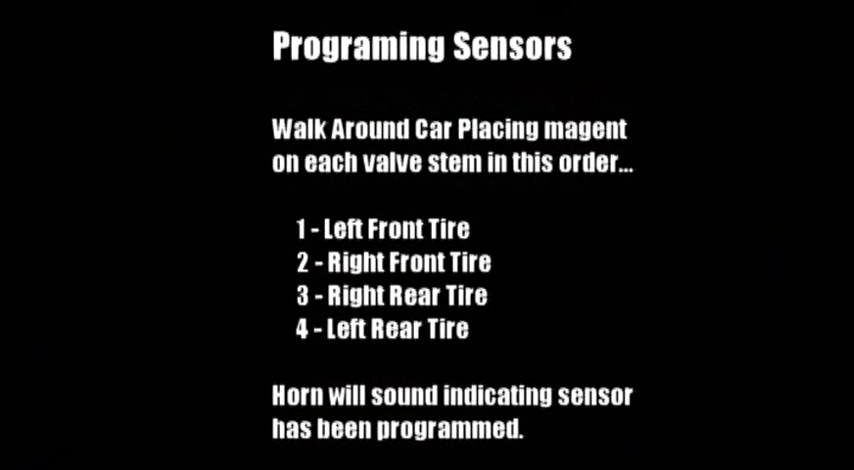 Programing Sensors
Walk Around Car Placing magent
on each valve stem in this order...
1 - Left Front Tire
2 - Right Front Tire
3 - Right Rear Tire
4 - Left Rear Tire
Horn will sound indicating sensor
has been programmed.